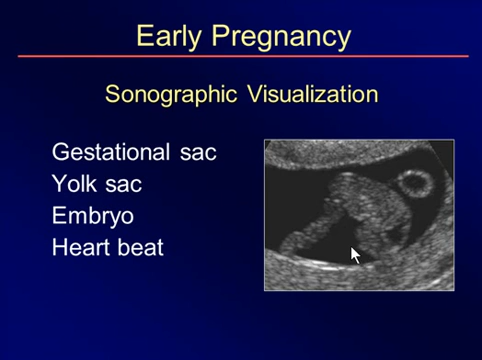 Early Pregnancy
Sonographic Visualization
Gestational sac
Yolk sac
Embryo
Heart beat